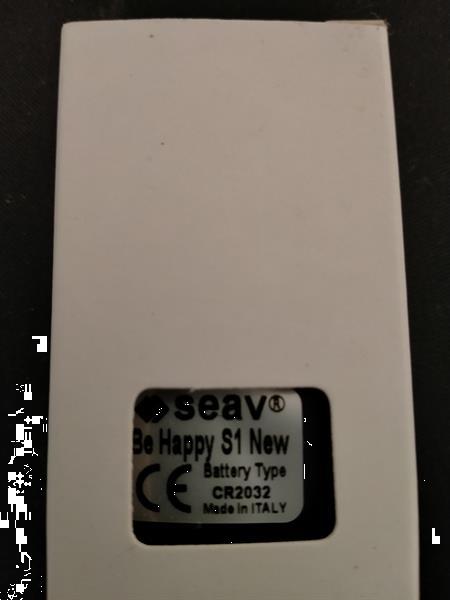 seav®
Be Happy S1 New
CE
Battery Type
CR2032
Made in ITALY